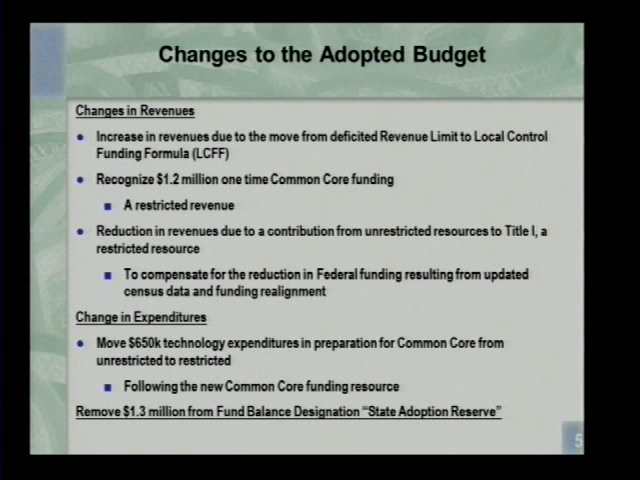 Changes to the Adopted Budget
Changes in Revenues
Increase in revenues due to the move from deficited Revenue Limit to Local Control
Funding Formula (LCFF)
Recognize $1.2 million one time Common Core funding
A restricted revenue
Reduction in revenues due to a contribution from unrestricted resources to Title I, a
restricted resource
To compensate for the reduction in Federal funding resulting from updated
census data and funding realignment
Change in Expenditures
Move $650k technology expenditures in preparation for Common Core from
unrestricted to restricted
Following the new Common Core funding resource
Remove $1.3 million from Fund Balance Designation “State Adoption Reserve”
5